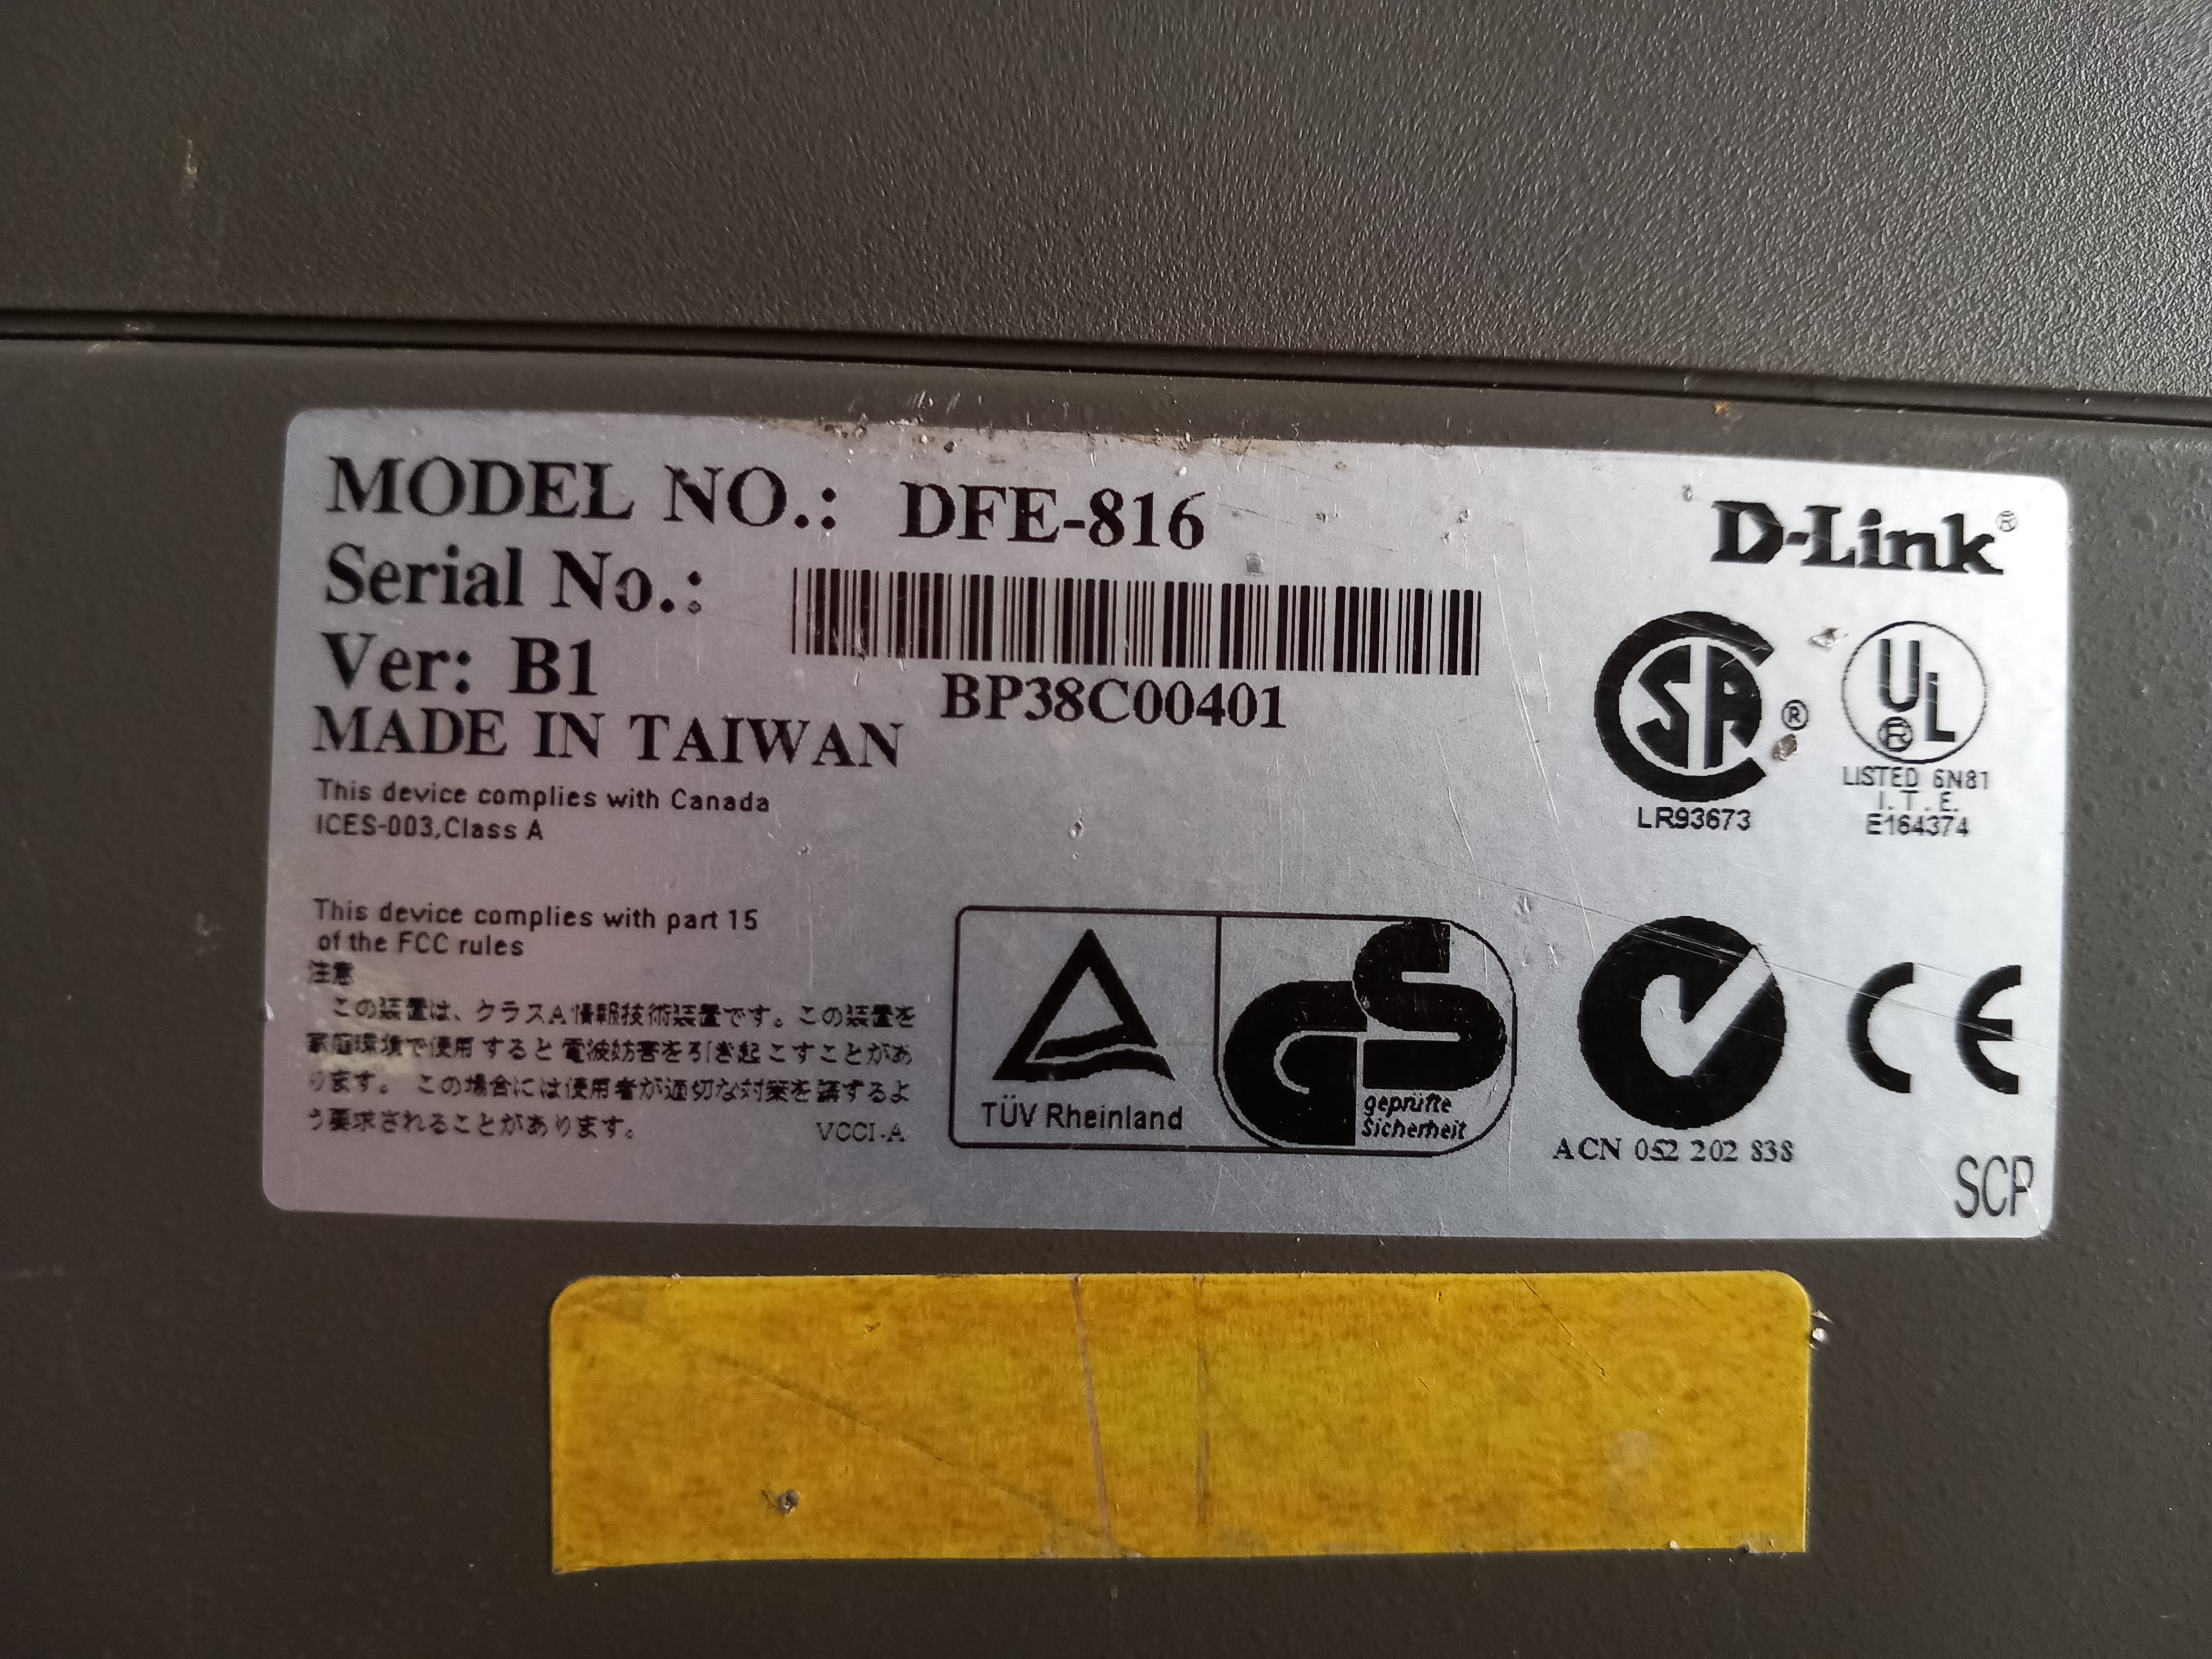 MODEL NO.: DFE-816
D-Link®
Serial No.:
Ver: B1
BP38C00401
MADE IN TAIWAN
This device complies with Canada
ICES-003,Class A
SA ®
LR93673
UL ®
LISTED 6N81
I.T.E.
E164374
This device complies with part 15
of the FCC rules
注意
この装置は、クラスA情報技術装置です。この装置を
家庭環境で使用すると電波妨害を引き起こすことがあ
ります。この場合には使用者が適切な対策を講ずるよ
う要求されることがあります。 VCCI-A
TÜV Rheinland
GS
geprüfte
Sicherheit
ACN 052 202 838
CE
SCP